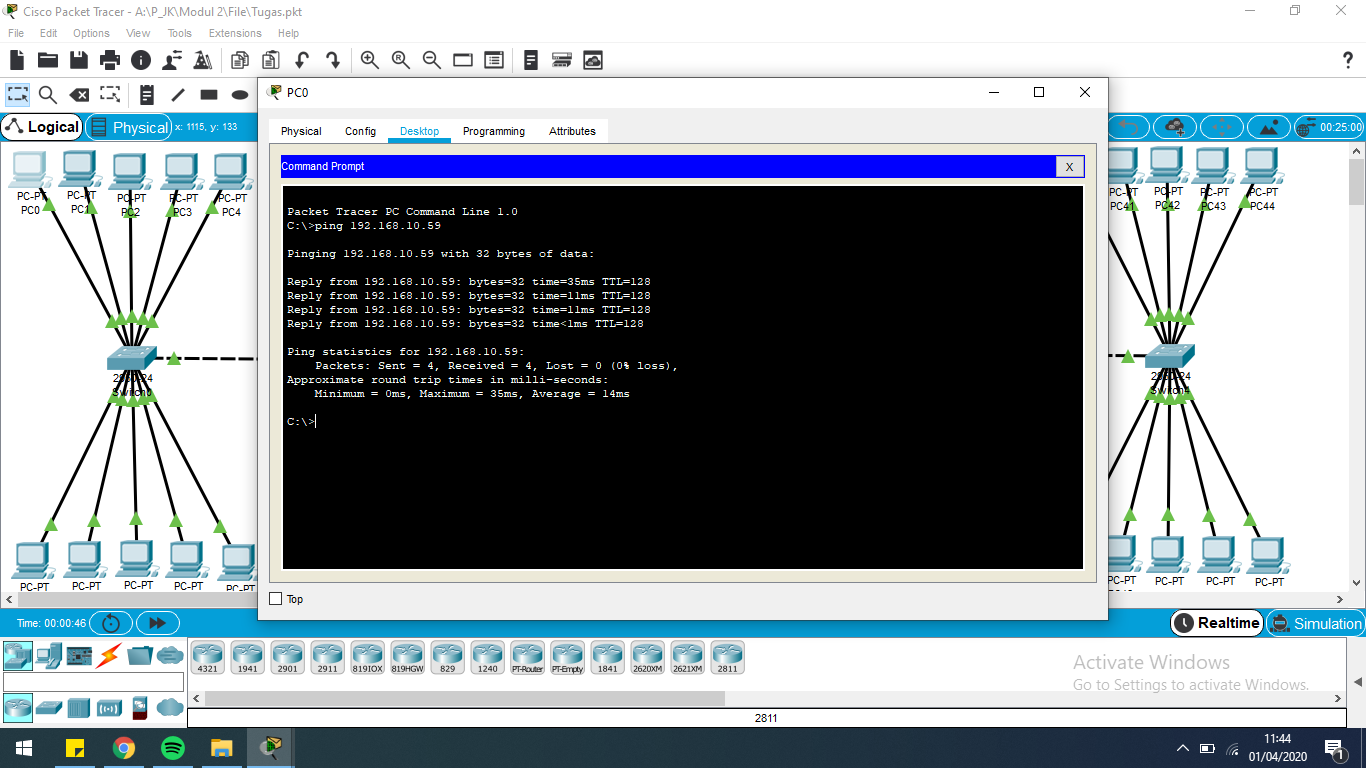 Cisco Packet Tracer - A:\P_JK\Modul 2\File\Tugas.pkt
File Edit Options View Tools Extensions Help
?
PC0
Logical Physical x: 1115, y: 133
00:25:00
Physical Config Desktop Programming Attributes
Command Prompt
X
Packet Tracer PC Command Line 1.0
C:\>ping 192.168.10.59
Pinging 192.168.10.59 with 32 bytes of data:
Reply from 192.168.10.59: bytes=32 time=35ms TTL=128
Reply from 192.168.10.59: bytes=32 time=11ms TTL=128
Reply from 192.168.10.59: bytes=32 time=11ms TTL=128
Reply from 192.168.10.59: bytes=32 time<1ms TTL=128
Ping statistics for 192.168.10.59:
Packets: Sent = 4, Received = 4, Lost = 0 (0% loss),
Approximate round trip times in milli-seconds:
Minimum = 0ms, Maximum = 35ms, Average = 14ms
C:\>
Top
PC-PT PC-PT PC-PT PC-PT PC-PT
PC0 PC1 PC2 PC3 PC4
PC-PT PC-PT PC-PT PC-PT
PC41 PC42 PC43 PC44
PC-PT PC-PT PC-PT PC-PT PC-PT
PC-PT PC-PT PC-PT PC-PT
Time: 00:00:46
Realtime Simulation
4321 1941 2901 2911 819IOX 819HGW 829 1240 PT-Router PT-Empty 1841 2620XM 2621XM 2811
Activate Windows
Go to Settings to activate Windows.
2811
11:44
01/04/2020
1